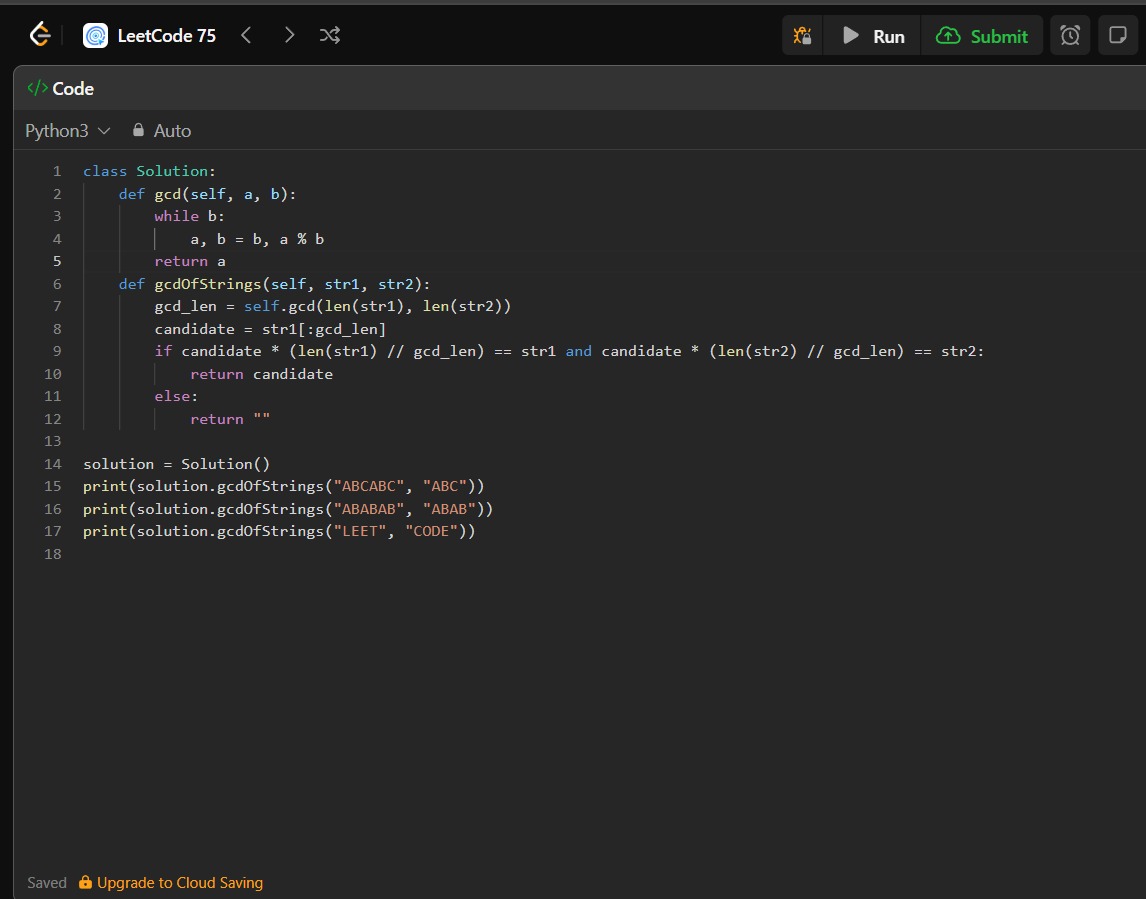 LeetCode 75
Run
Submit
</> Code
Python3
Auto
1 class Solution:
2     def gcd(self, a, b):
3         while b:
4             a, b = b, a % b
5         return a
6     def gcdOfStrings(self, str1, str2):
7         gcd_len = self.gcd(len(str1), len(str2))
8         candidate = str1[:gcd_len]
9         if candidate * (len(str1) // gcd_len) == str1 and candidate * (len(str2) // gcd_len) == str2:
10             return candidate
11         else:
12             return ""
13
14 solution = Solution()
15 print(solution.gcdOfStrings("ABCABC", "ABC"))
16 print(solution.gcdOfStrings("ABABAB", "ABAB"))
17 print(solution.gcdOfStrings("LEET", "CODE"))
18
Saved Upgrade to Cloud Saving